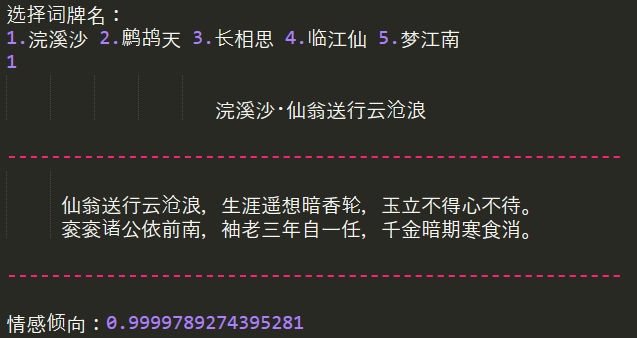 选择词牌名：
1.浣溪沙 2.鹧鸪天 3.长相思 4.临江仙 5.梦江南
1
浣溪沙·仙翁送行云沧浪
--------------------------------------------------
仙翁送行云沧浪，生涯遥想暗香轮，玉立不得心不待。
衮衮诸公依前南，袖老三年自一任，千金暗期寒食消。
--------------------------------------------------
情感倾向：0.9999789274395281